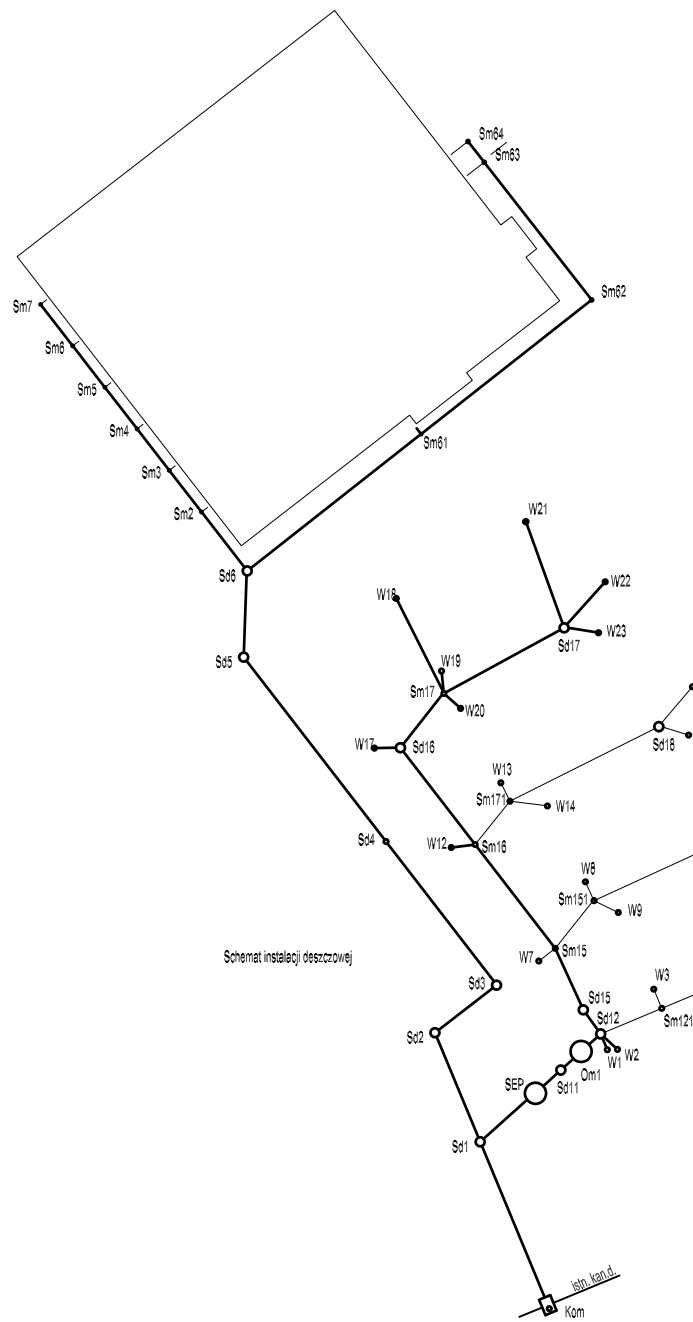 Sm64
Sm63
Sm62
Sm7
Sm6
Sm5
Sm4
Sm61
Sm3
Sm2
W21
Sd6
W22
W18
W23
Sd17
Sd5
W19
Sm17
W20
Sd18
W17
Sd16
W13
Sm171
W14
Sd4
W12
Sm16
W8
Sm151
W9
Schemat instalacji deszczowej
W7
Sm15
W3
Sd3
Sd15
Sm121
Sd12
Sd2
W1
W2
Om1
Sd11
SEP
Sd1
istn. kan.d.
Kom